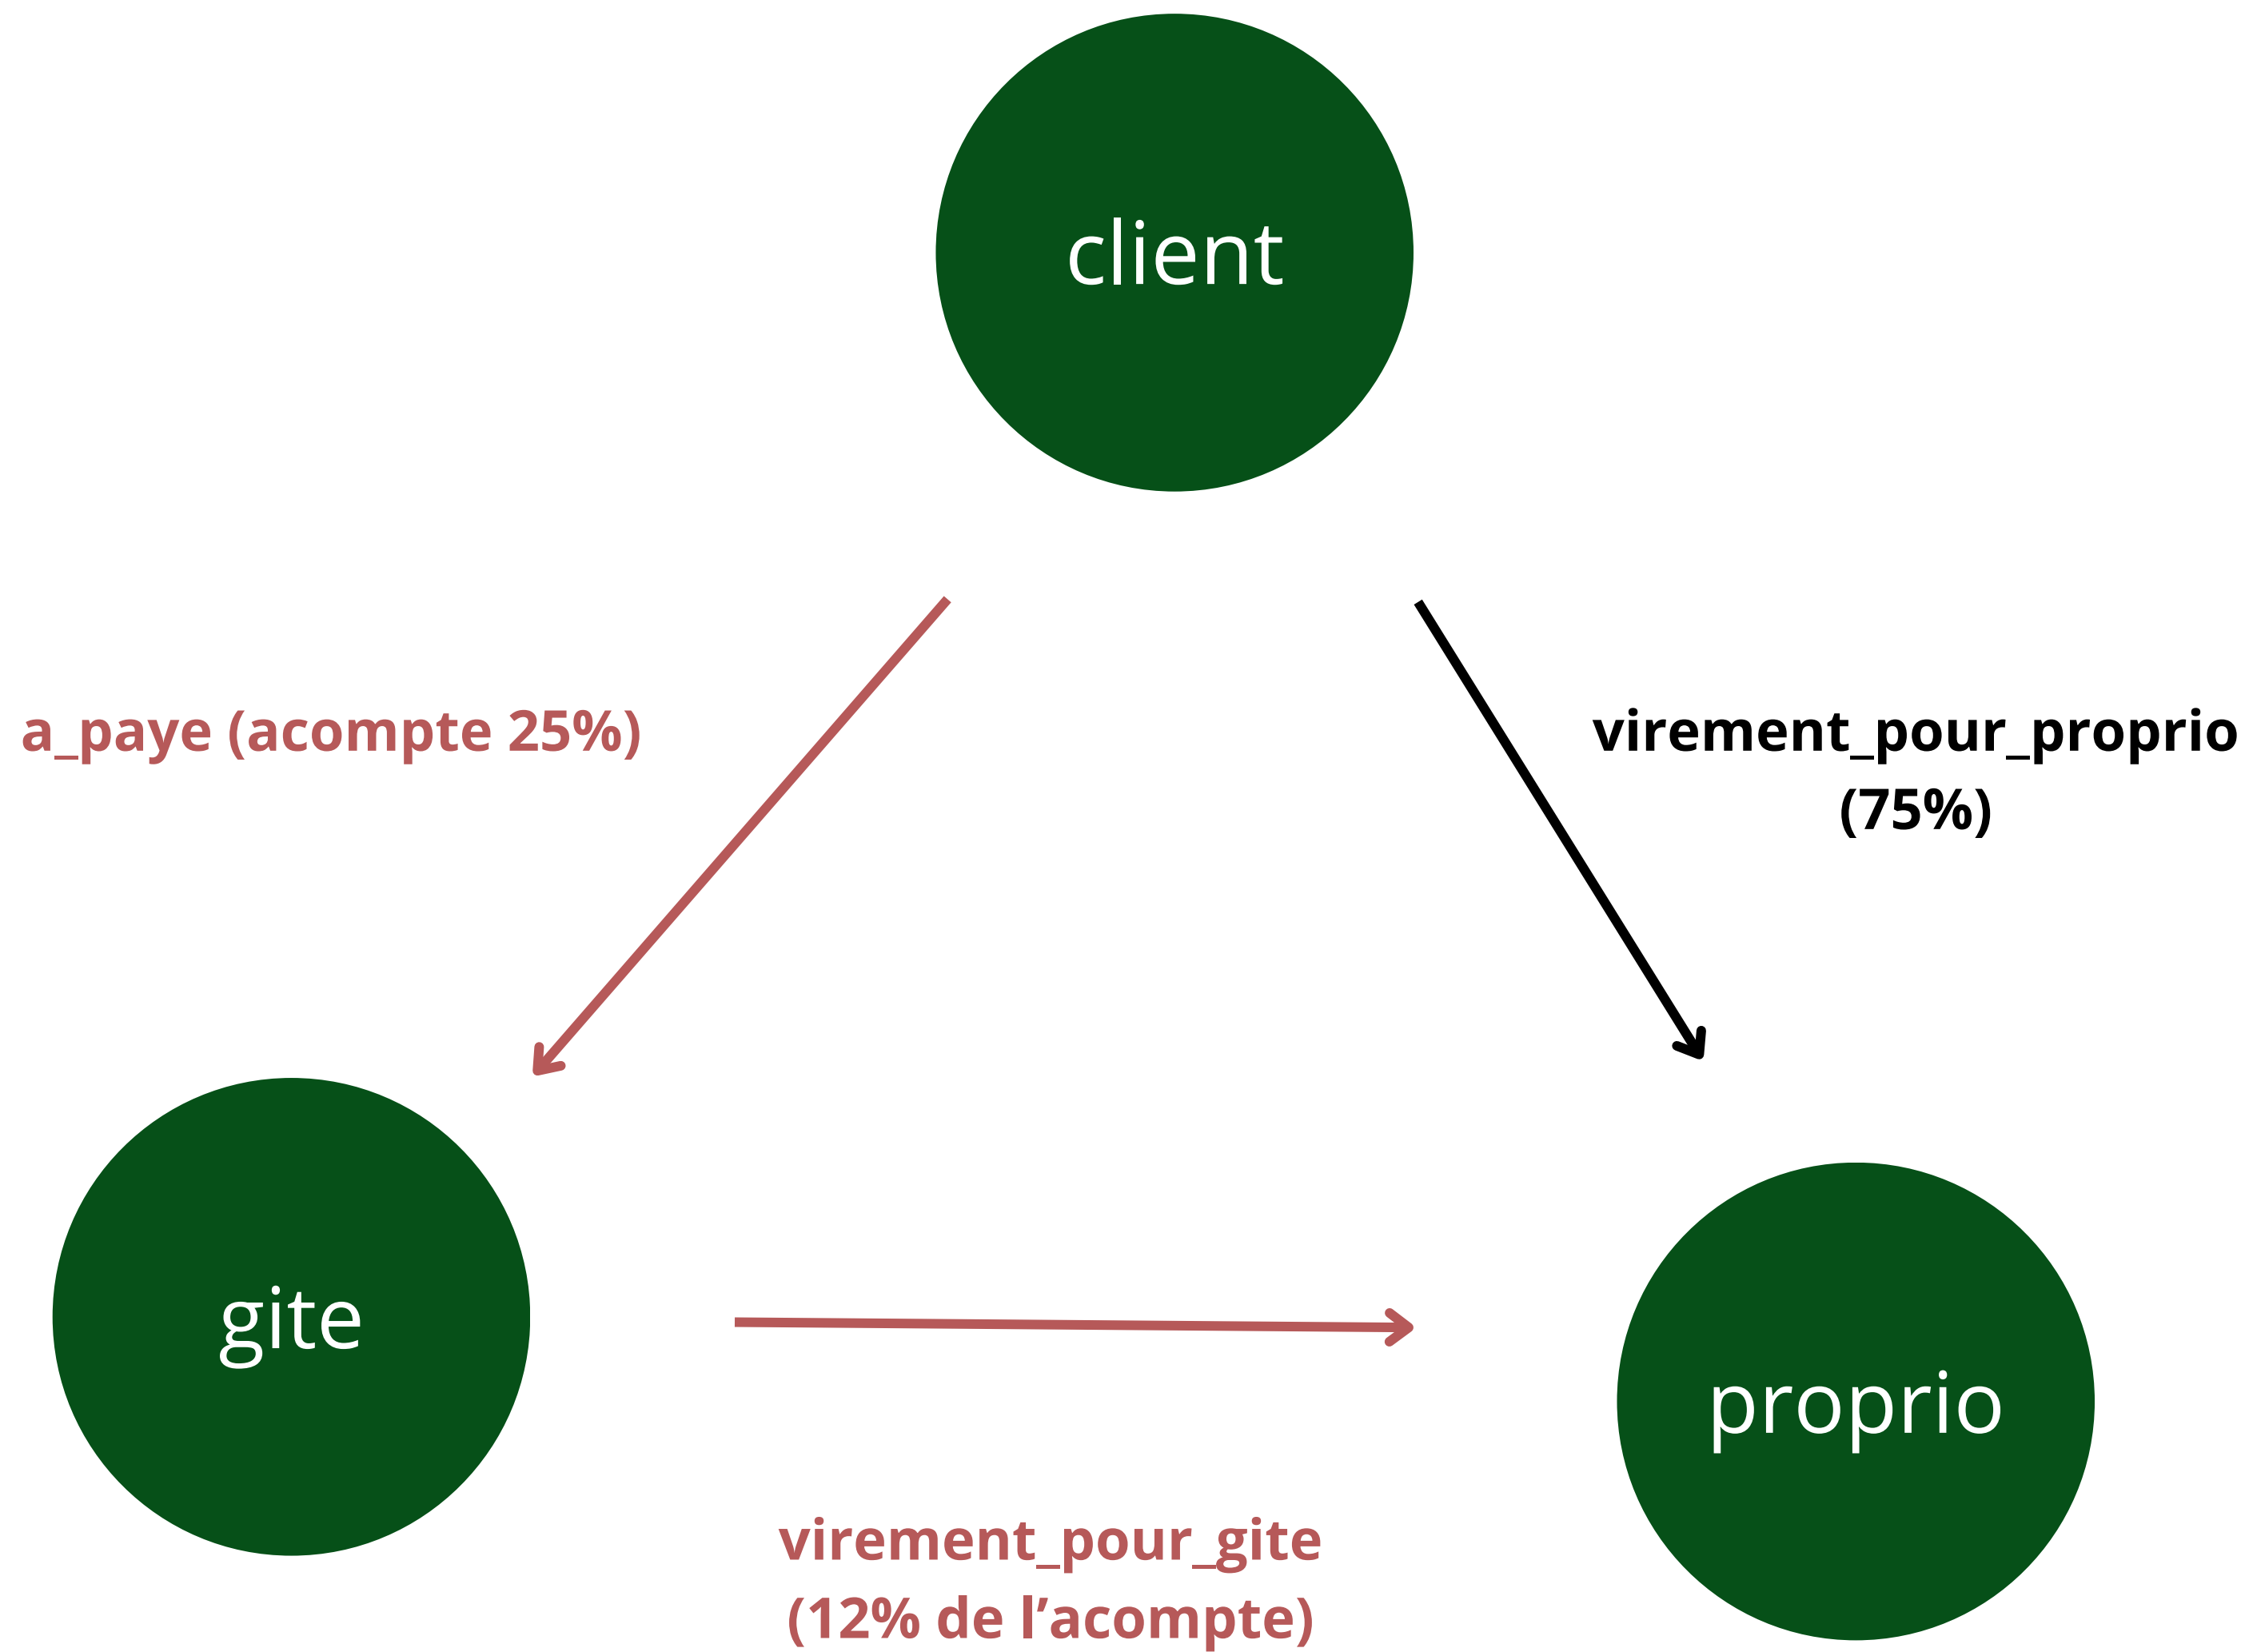 client
a_paye (acompte 25%)
virement_pour_proprio
(75%)
gite
proprio
virement_pour_gite
(12% de l’acompte)